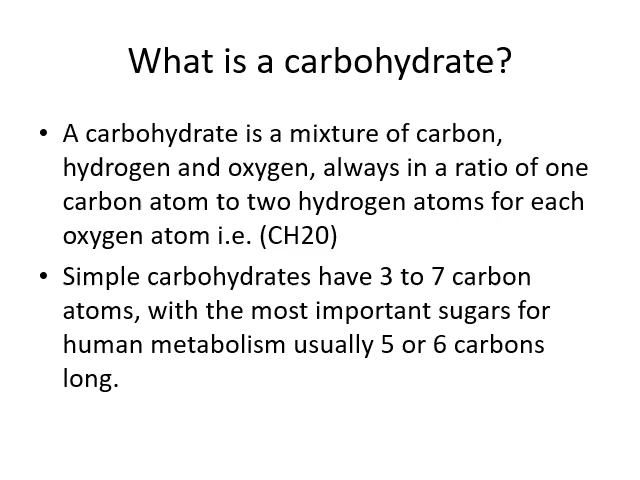 What is a carbohydrate?
• A carbohydrate is a mixture of carbon,
hydrogen and oxygen, always in a ratio of one
carbon atom to two hydrogen atoms for each
oxygen atom i.e. (CH20)
• Simple carbohydrates have 3 to 7 carbon
atoms, with the most important sugars for
human metabolism usually 5 or 6 carbons
long.